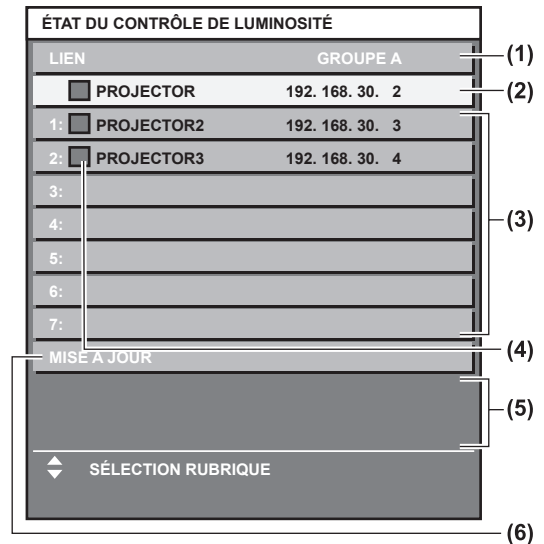 ÉTAT DU CONTRÔLE DE LUMINOSITÉ
LIEN GROUPE A (1)
PROJECTOR 192. 168. 30. 2 (2)
1: PROJECTOR2 192. 168. 30. 3
2: PROJECTOR3 192. 168. 30. 4
3:
(3)
4:
5:
6:
7:
(4)
MISE A JOUR
(5)
SÉLECTION RUBRIQUE
(6)